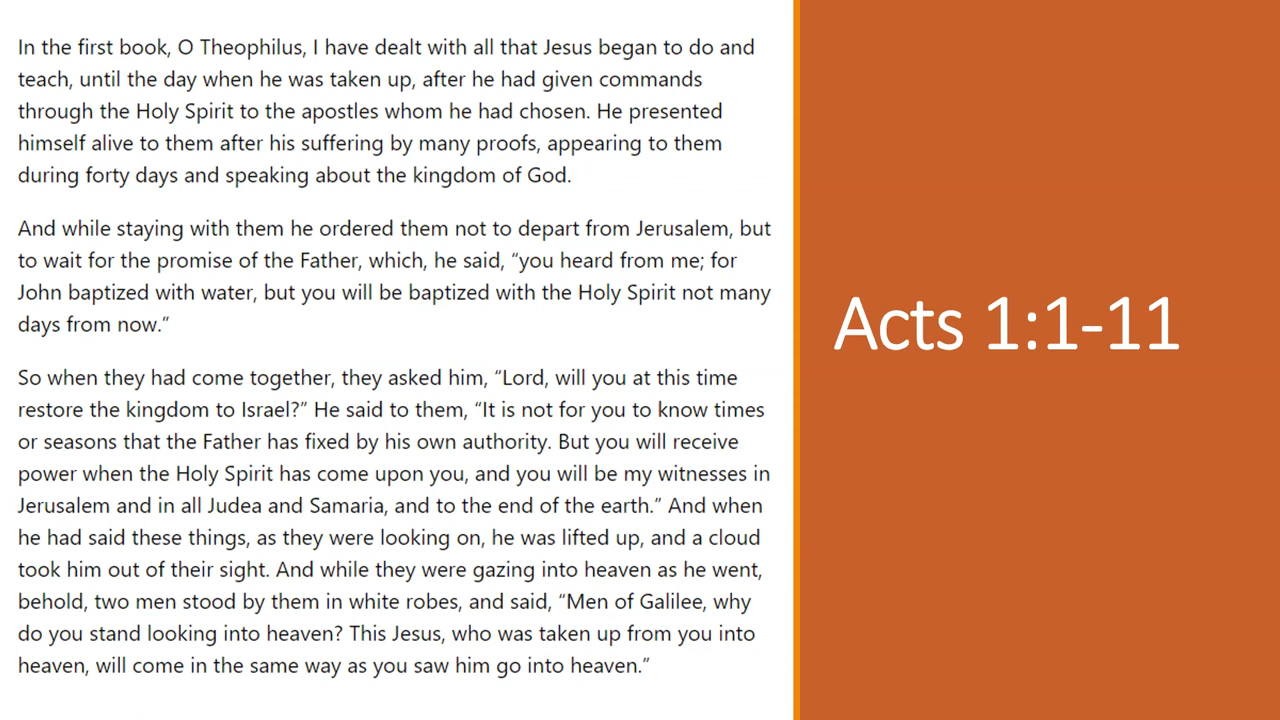 In the first book, O Theophilus, I have dealt with all that Jesus began to do and
teach, until the day when he was taken up, after he had given commands
through the Holy Spirit to the apostles whom he had chosen. He presented
himself alive to them after his suffering by many proofs, appearing to them
during forty days and speaking about the kingdom of God.
And while staying with them he ordered them not to depart from Jerusalem, but
to wait for the promise of the Father, which, he said, “you heard from me; for
John baptized with water, but you will be baptized with the Holy Spirit not many
days from now.”
So when they had come together, they asked him, “Lord, will you at this time
restore the kingdom to Israel?” He said to them, “It is not for you to know times
or seasons that the Father has fixed by his own authority. But you will receive
power when the Holy Spirit has come upon you, and you will be my witnesses in
Jerusalem and in all Judea and Samaria, and to the end of the earth.” And when
he had said these things, as they were looking on, he was lifted up, and a cloud
took him out of their sight. And while they were gazing into heaven as he went,
behold, two men stood by them in white robes, and said, “Men of Galilee, why
do you stand looking into heaven? This Jesus, who was taken up from you into
heaven, will come in the same way as you saw him go into heaven.”
Acts 1:1-11